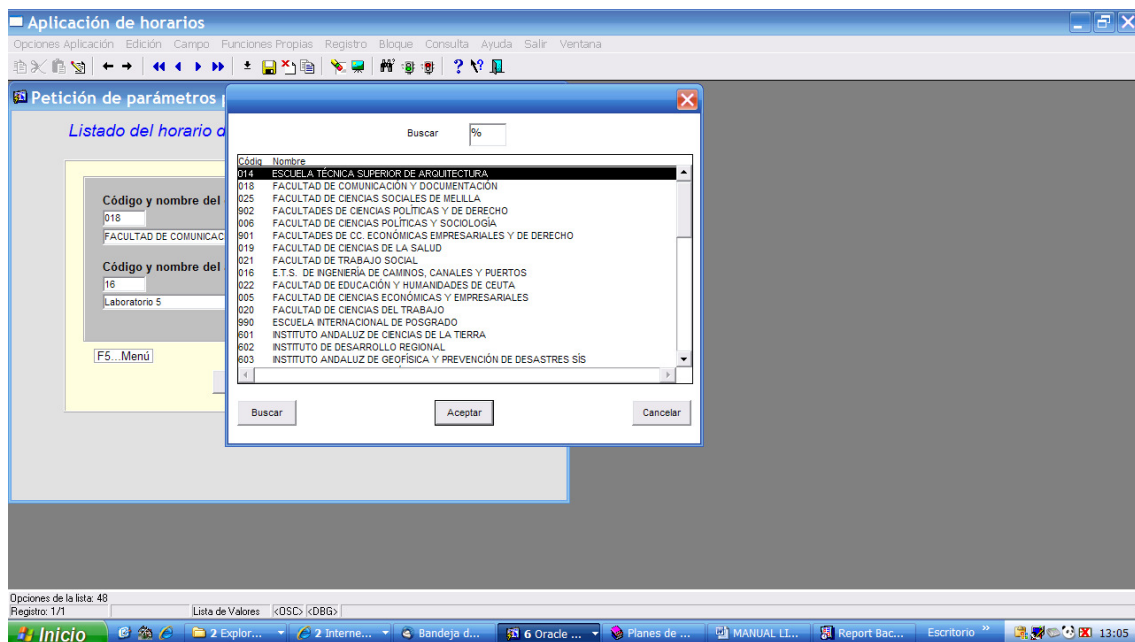 Aplicación de horarios
Opciones Aplicación Edición Campo Funciones Propias Registro Bloque Consulta Ayuda Salir Ventana
Petición de parámetros p
Listado del horario d
Buscar %
Códig Nombre
014 ESCUELA TÉCNICA SUPERIOR DE ARQUITECTURA
018 FACULTAD DE COMUNICACIÓN Y DOCUMENTACIÓN
025 FACULTAD DE CIENCIAS SOCIALES DE MELILLA
902 FACULTADES DE CIENCIAS POLÍTICAS Y DE DERECHO
006 FACULTAD DE CIENCIAS POLÍTICAS Y SOCIOLOGÍA
901 FACULTADES DE CC. ECONÓMICAS EMPRESARIALES Y DE DERECHO
019 FACULTAD DE CIENCIAS DE LA SALUD
021 FACULTAD DE TRABAJO SOCIAL
016 E.T.S. DE INGENIERÍA DE CAMINOS, CANALES Y PUERTOS
022 FACULTAD DE EDUCACIÓN Y HUMANIDADES DE CEUTA
005 FACULTAD DE CIENCIAS ECONÓMICAS Y EMPRESARIALES
020 FACULTAD DE CIENCIAS DEL TRABAJO
990 ESCUELA INTERNACIONAL DE POSGRADO
601 INSTITUTO ANDALUZ DE CIENCIAS DE LA TIERRA
602 INSTITUTO DE DESARROLLO REGIONAL
603 INSTITUTO ANDALUZ DE GEOFÍSICA Y PREVENCIÓN DE DESASTRES SÍS
Buscar Aceptar Cancelar
Código y nombre del
018
FACULTAD DE COMUNICAC
Código y nombre del
16
Laboratorio 5
F5...Menú
Opciones de la lista: 48
Registro: 1/1 Lista de Valores <OSC> <DBG>
Inicio 2 Explor... 2 Interne... Bandeja d... 6 Oracle ... Planes de ... MANUAL LI... Report Bac... Escritorio » 13:05